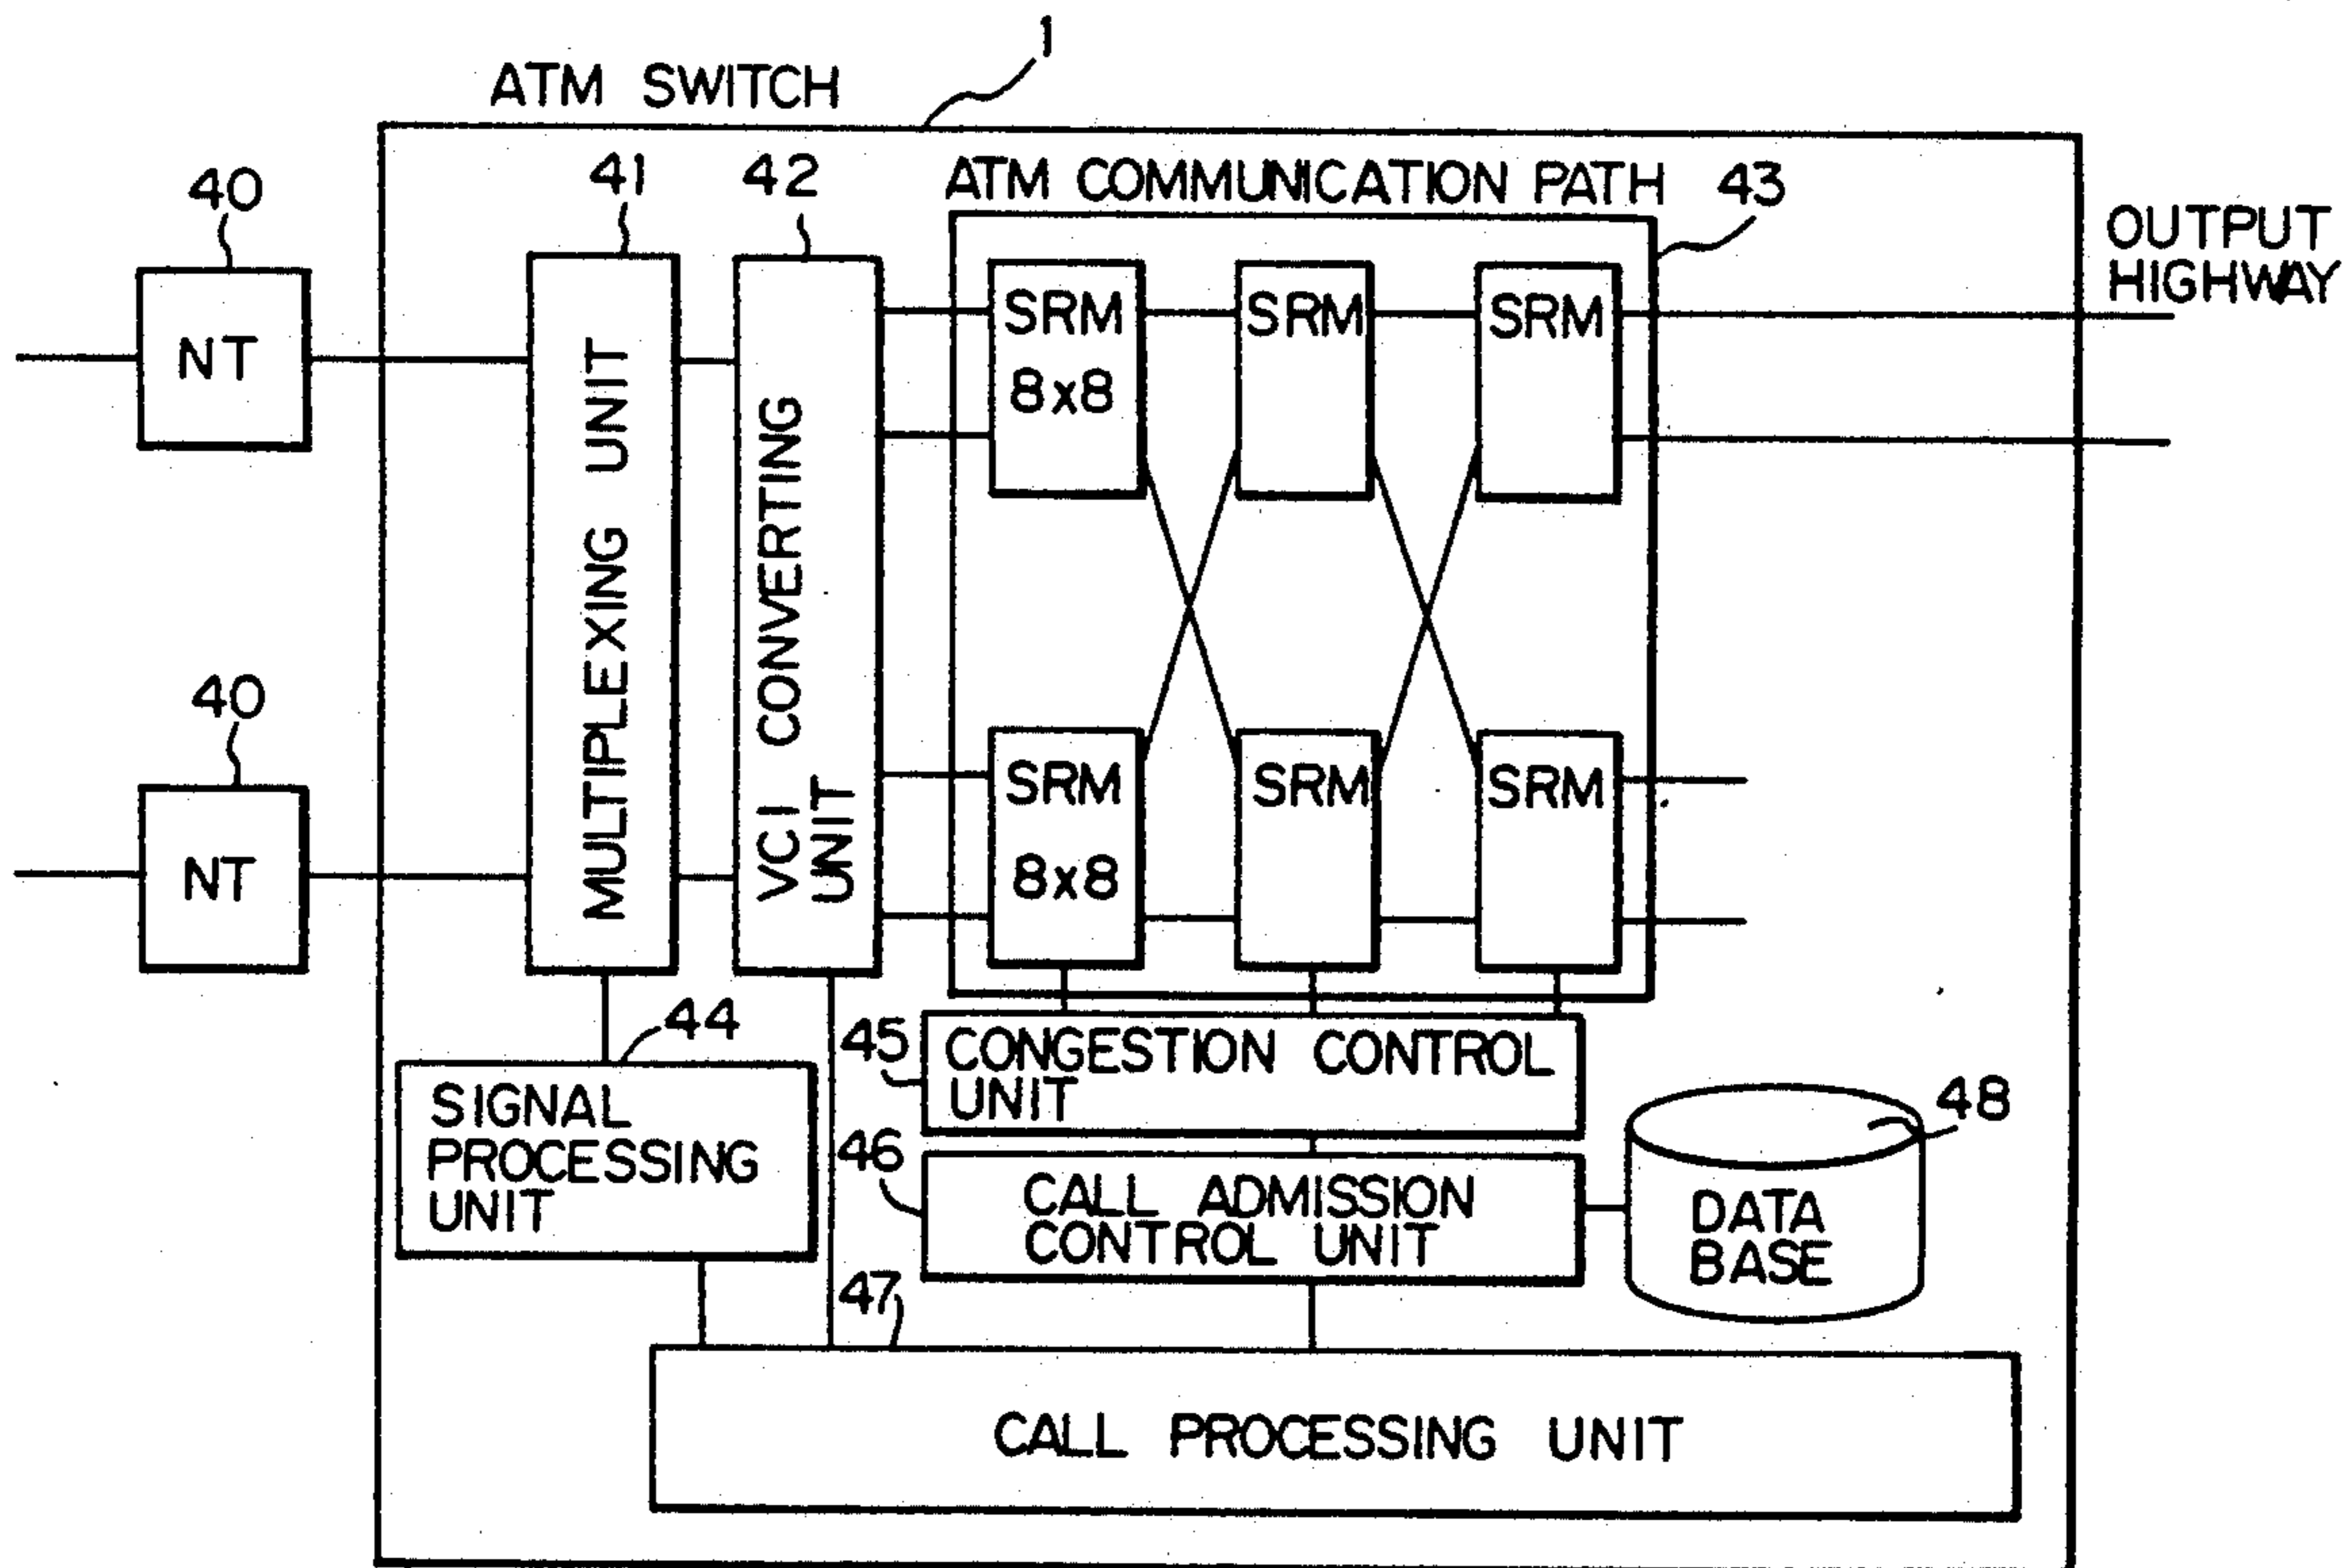 1
ATM SWITCH
40
41
42
ATM COMMUNICATION PATH
43
OUTPUT
HIGHWAY
NT
MULTIPLEXING UNIT
VCI CONVERTING
UNIT
SRM
8x8
SRM
SRM
40
NT
SRM
8x8
SRM
SRM
44
45
CONGESTION CONTROL
UNIT
SIGNAL
PROCESSING
UNIT
46
CALL ADMISSION
CONTROL UNIT
48
DATA
BASE
47
CALL PROCESSING UNIT